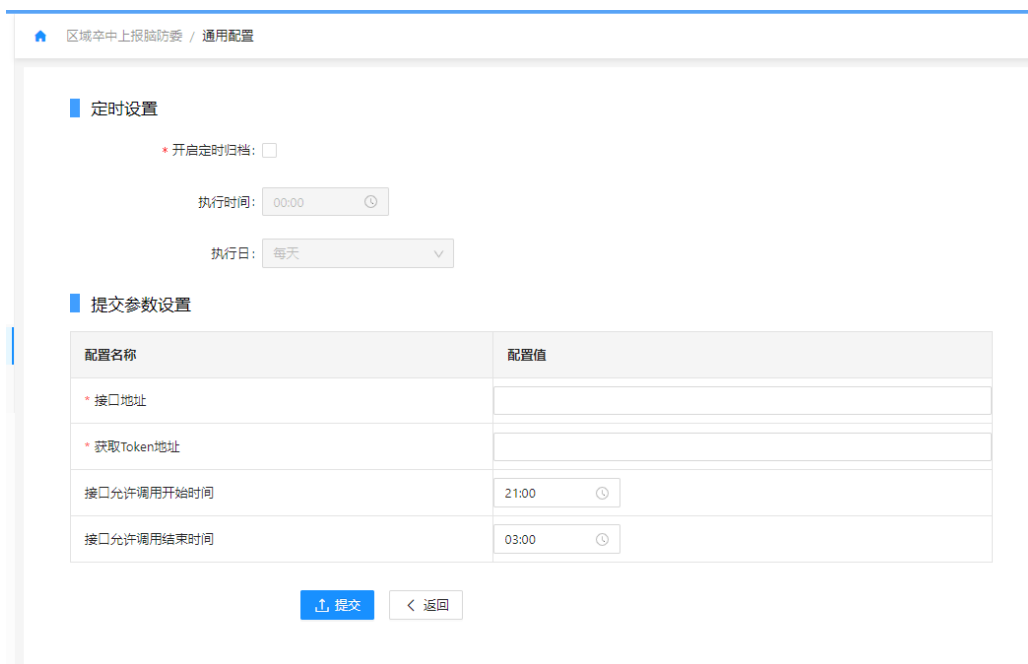 区域卒中上报脑防委 / 通用配置
定时设置
* 开启定时归档:
执行时间: 00:00
执行日: 每天
提交参数设置
配置名称 配置值
* 接口地址
* 获取Token地址
接口允许调用开始时间 21:00
接口允许调用结束时间 03:00
提交 返回